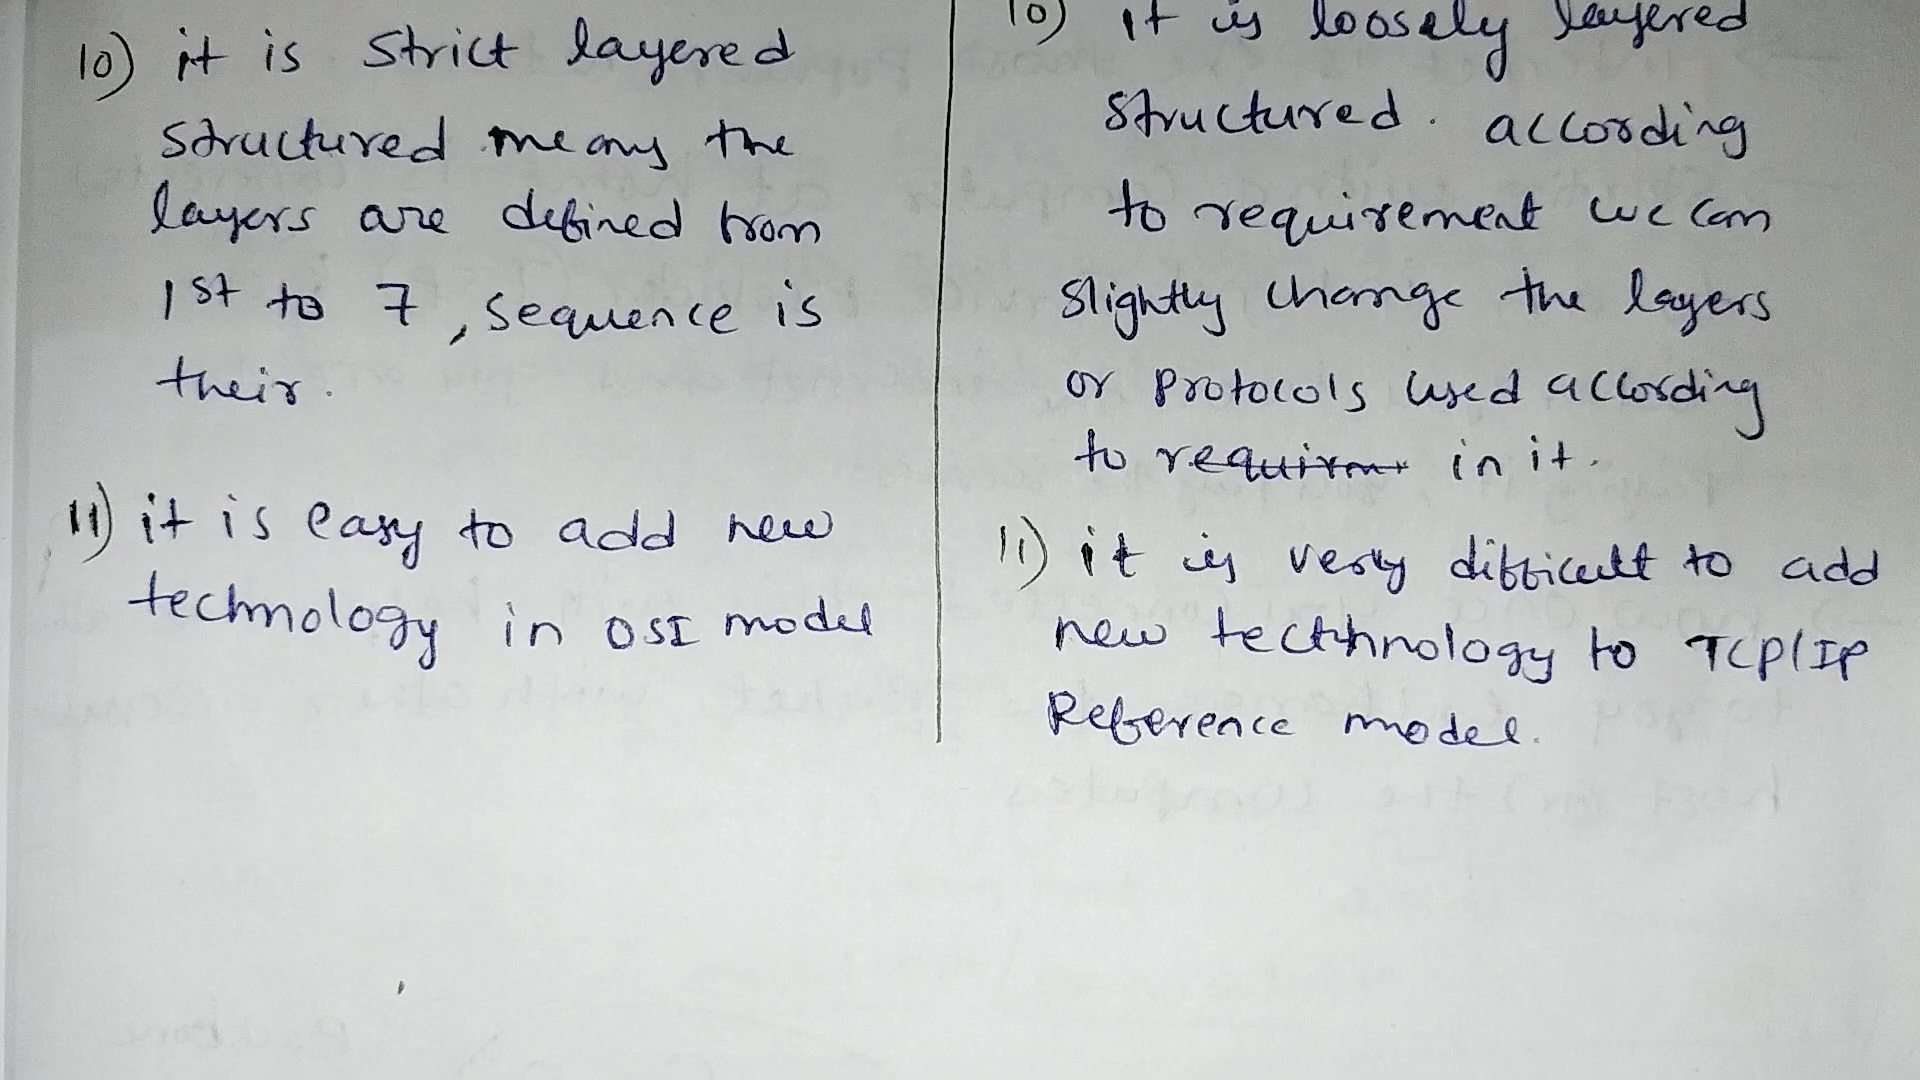 10) it is strict layered
structured means the
layers are defined from
1st to 7, sequence is
their.
11) it is easy to add new
technology in OSI model
10) it is loosely layered
structured. according
to requirement we can
slightly change the layers
or protocols used according
to in it.
11) it is very difficult to add
new technology to TCP/IP
Reference model.